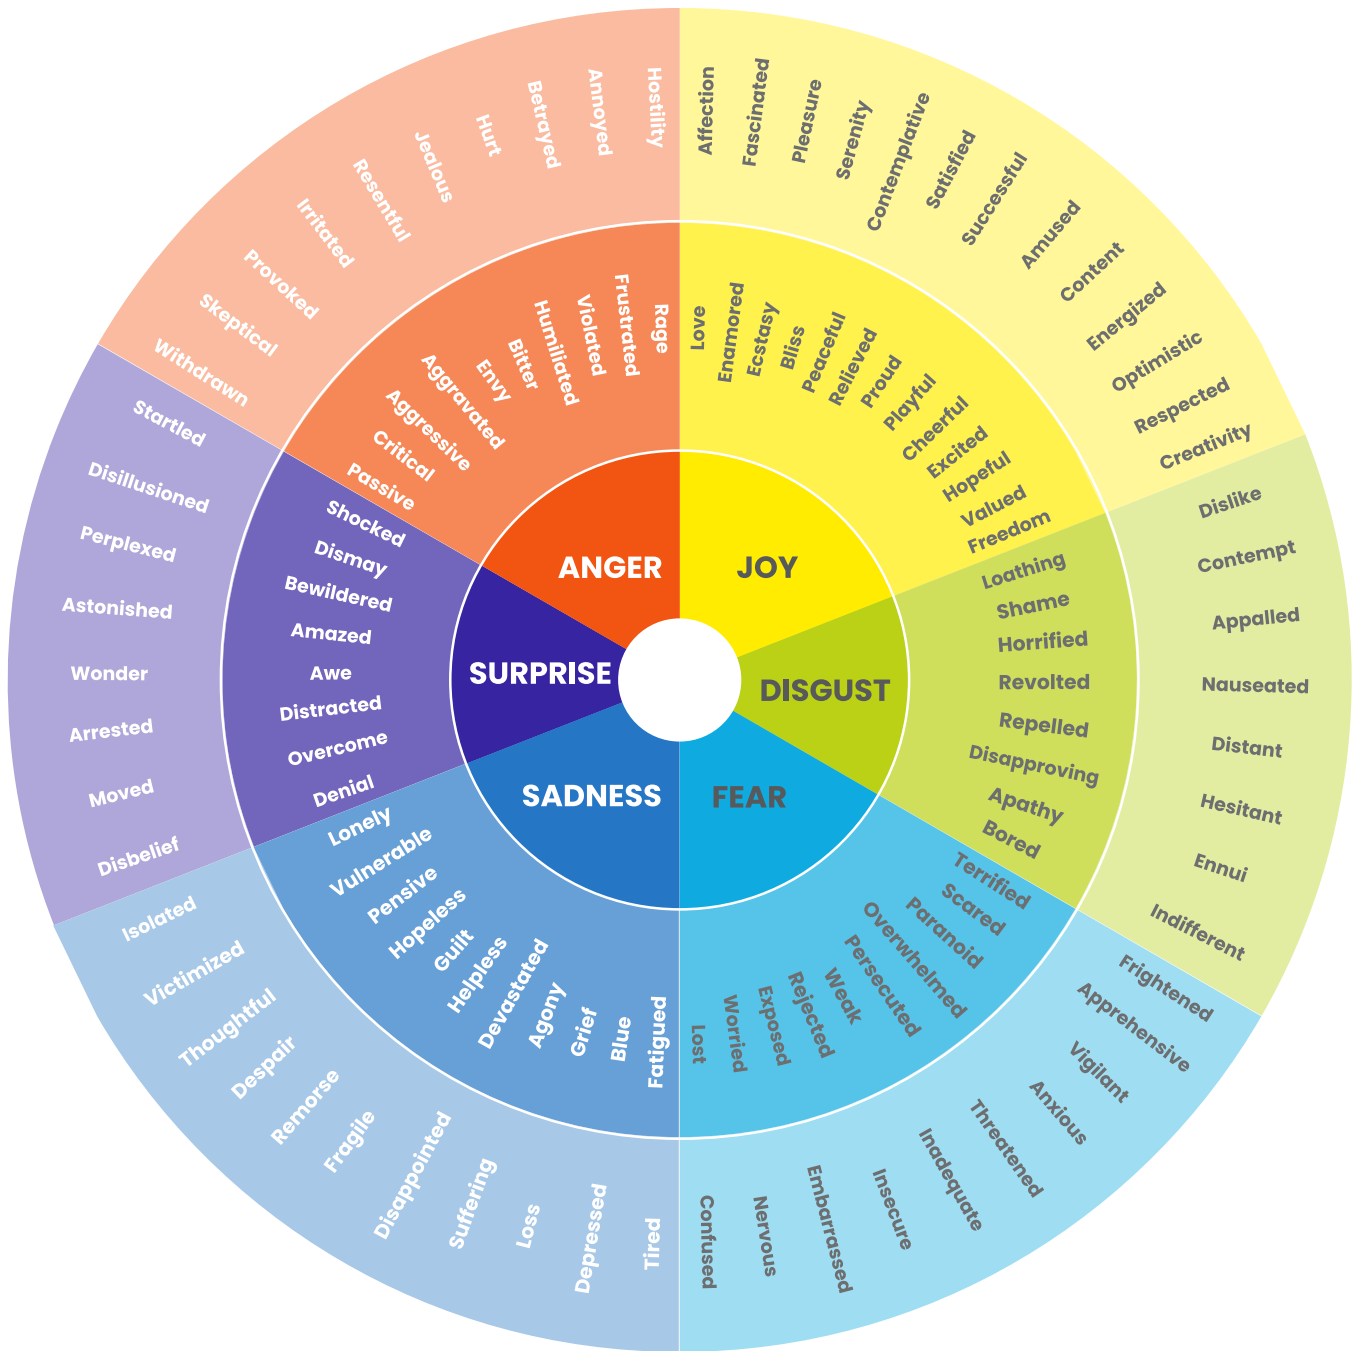 ANGER
JOY
DISGUST
FEAR
SADNESS
SURPRISE
Love
Enamored
Ecstasy
Bliss
Peaceful
Relieved
Proud
Playful
Cheerful
Excited
Hopeful
Valued
Freedom
Loathing
Shame
Horrified
Revolted
Repelled
Disapproving
Apathy
Bored
Terrified
Scared
Paranoid
Overwhelmed
Persecuted
Weak
Rejected
Exposed
Worried
Lost
Fatigued
Blue
Grief
Agony
Devastated
Helpless
Guilt
Hopeless
Pensive
Vulnerable
Lonely
Denial
Overcome
Distracted
Awe
Amazed
Bewildered
Dismay
Shocked
Passive
Critical
Aggressive
Aggravated
Envy
Bitter
Humiliated
Violated
Frustrated
Rage
Affection
Fascinated
Pleasure
Serenity
Contemplative
Satisfied
Successful
Amused
Content
Energized
Optimistic
Respected
Creativity
Dislike
Contempt
Appalled
Nauseated
Distant
Hesitant
Ennui
Indifferent
Frightened
Apprehensive
Vigilant
Anxious
Threatened
Inadequate
Insecure
Embarrassed
Nervous
Confused
Tired
Depressed
Loss
Suffering
Disappointed
Fragile
Remorse
Despair
Thoughtful
Victimized
Isolated
Disbelief
Moved
Arrested
Wonder
Astonished
Perplexed
Disillusioned
Startled
Withdrawn
Skeptical
Provoked
Irritated
Resentful
Jealous
Hurt
Betrayed
Annoyed
Hostility